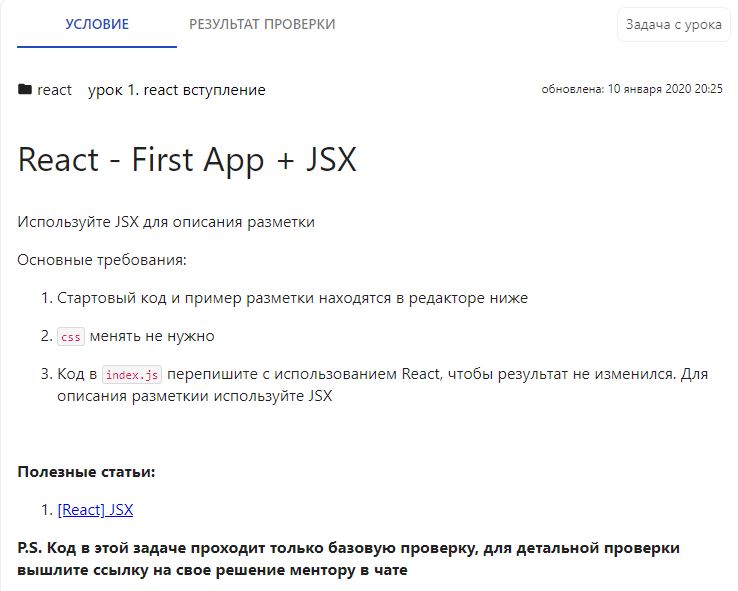 УСЛОВИЕ РЕЗУЛЬТАТ ПРОВЕРКИ Задача с урока
react урок 1. react вступление обновлена: 10 января 2020 20:25
React - First App + JSX
Используйте JSX для описания разметки
Основные требования:
1. Стартовый код и пример разметки находятся в редакторе ниже
2. css менять не нужно
3. Код в index.js перепишите с использованием React, чтобы результат не изменился. Для
описания разметкии используйте JSX
Полезные статьи:
1. [React] JSX
P.S. Код в этой задаче проходит только базовую проверку, для детальной проверки
вышлите ссылку на свое решение ментору в чате